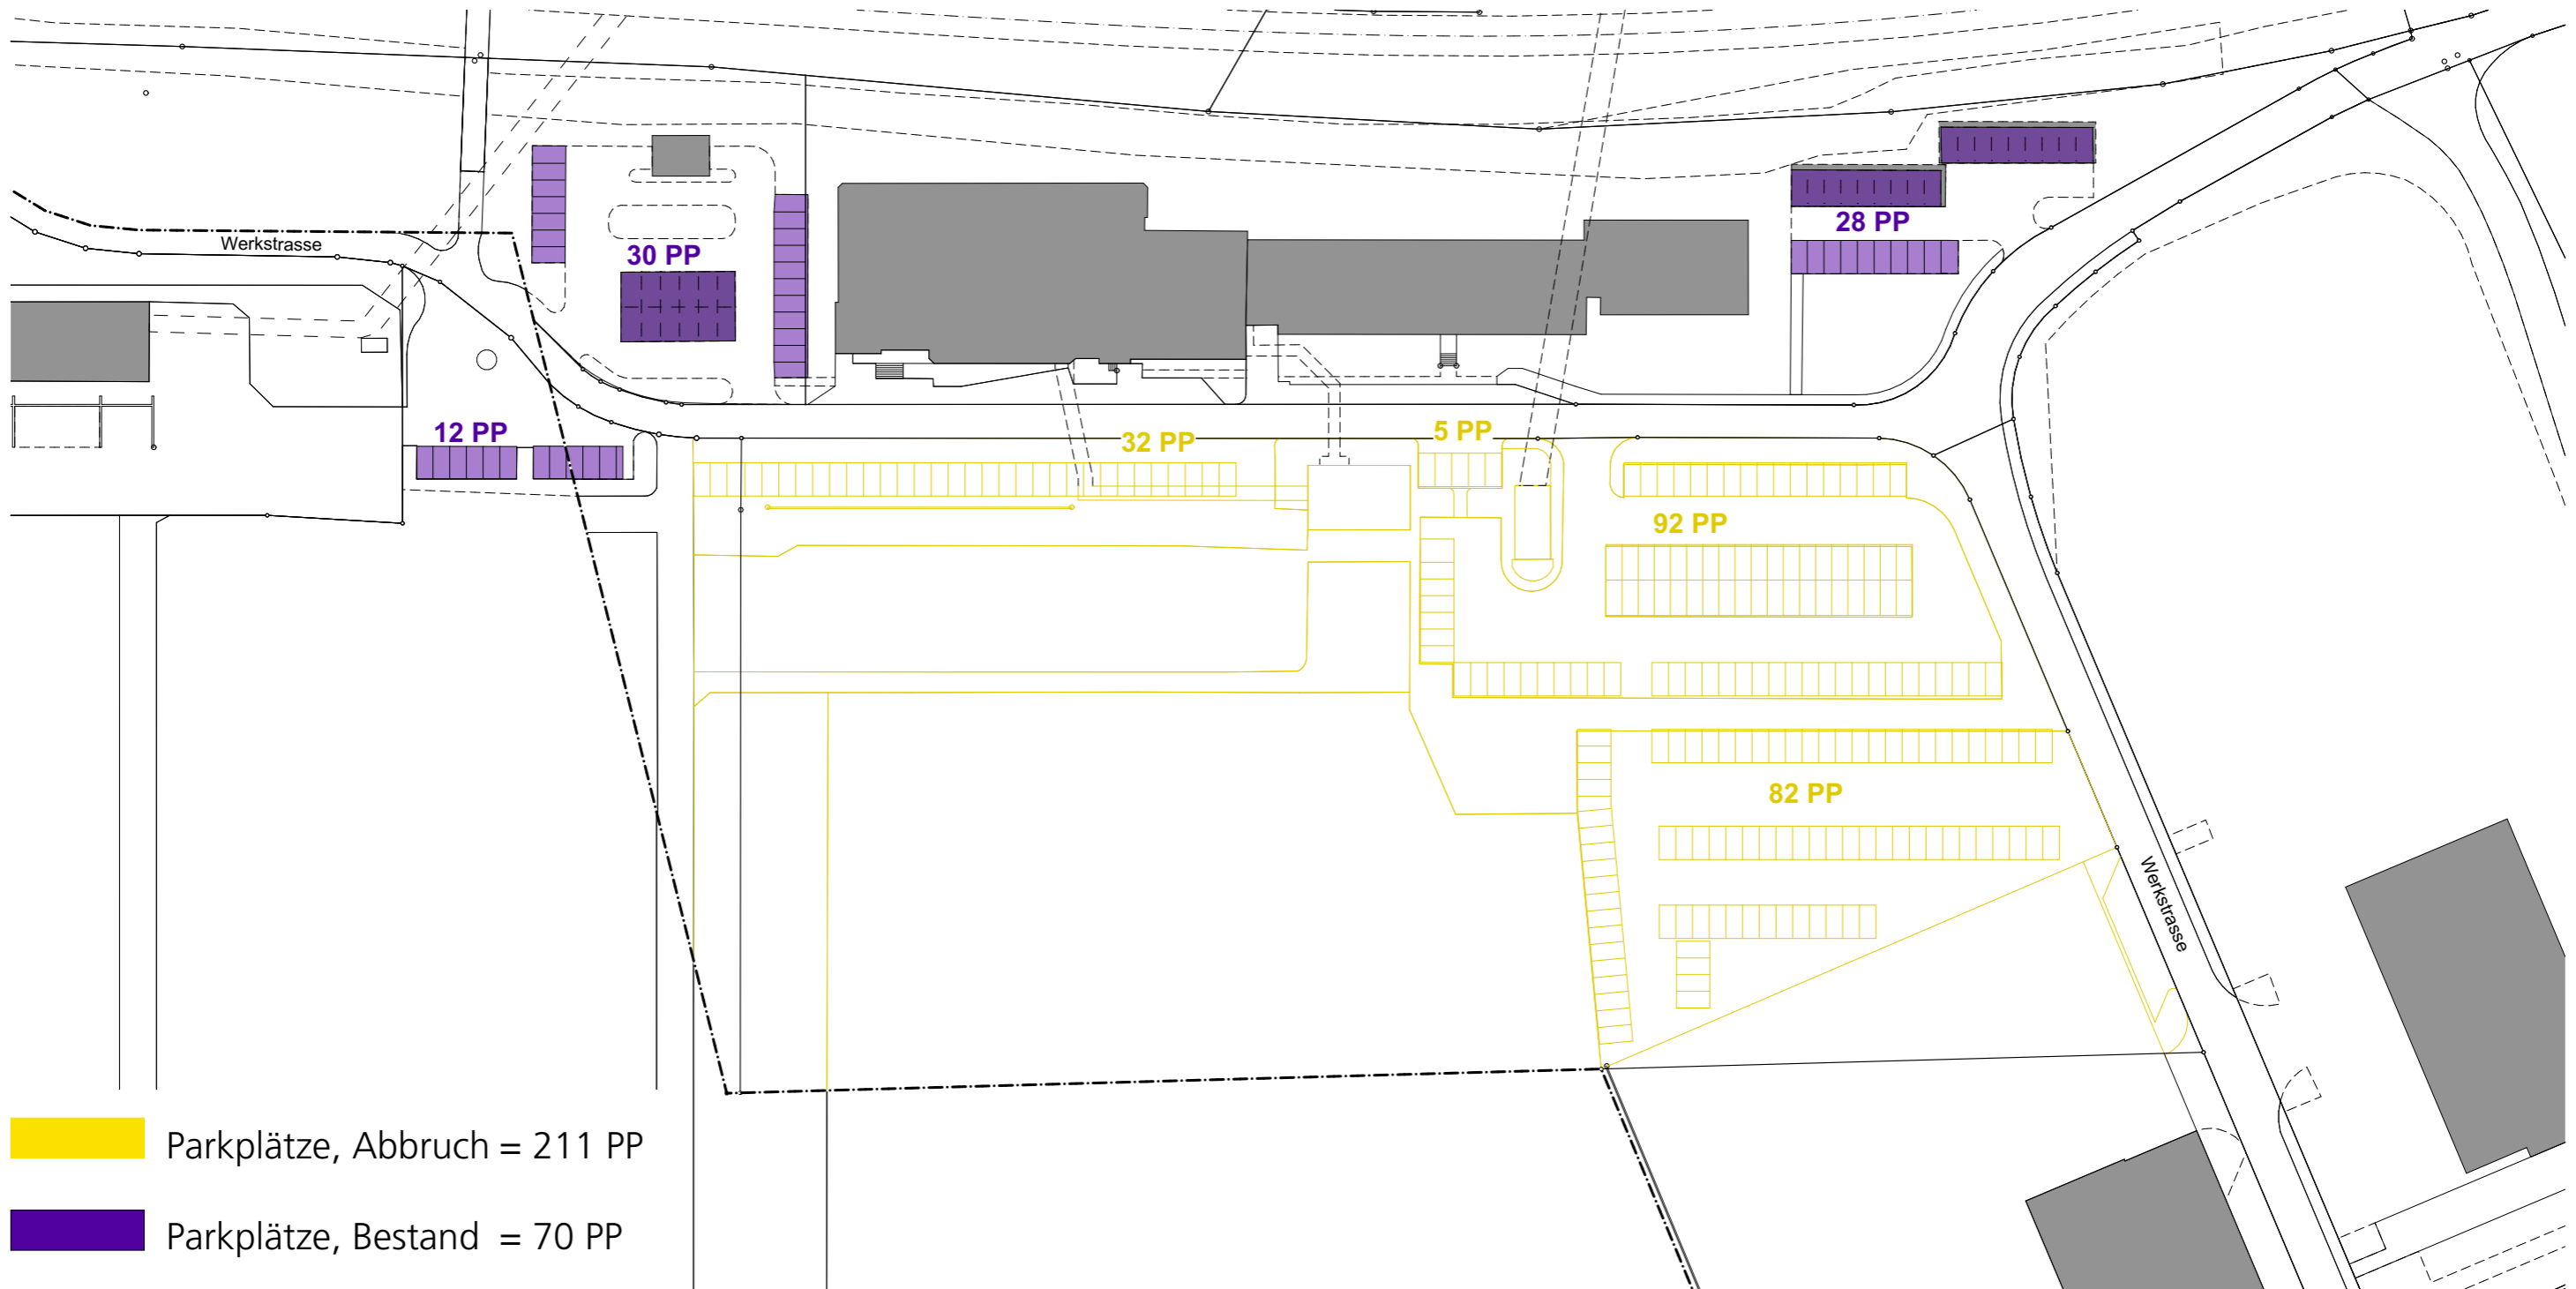 28 PP
Werkstrasse
30 PP
12 PP
32 PP
5 PP
92 PP
82 PP
Werkstrasse
Parkplätze, Abbruch = 211 PP
Parkplätze, Bestand = 70 PP